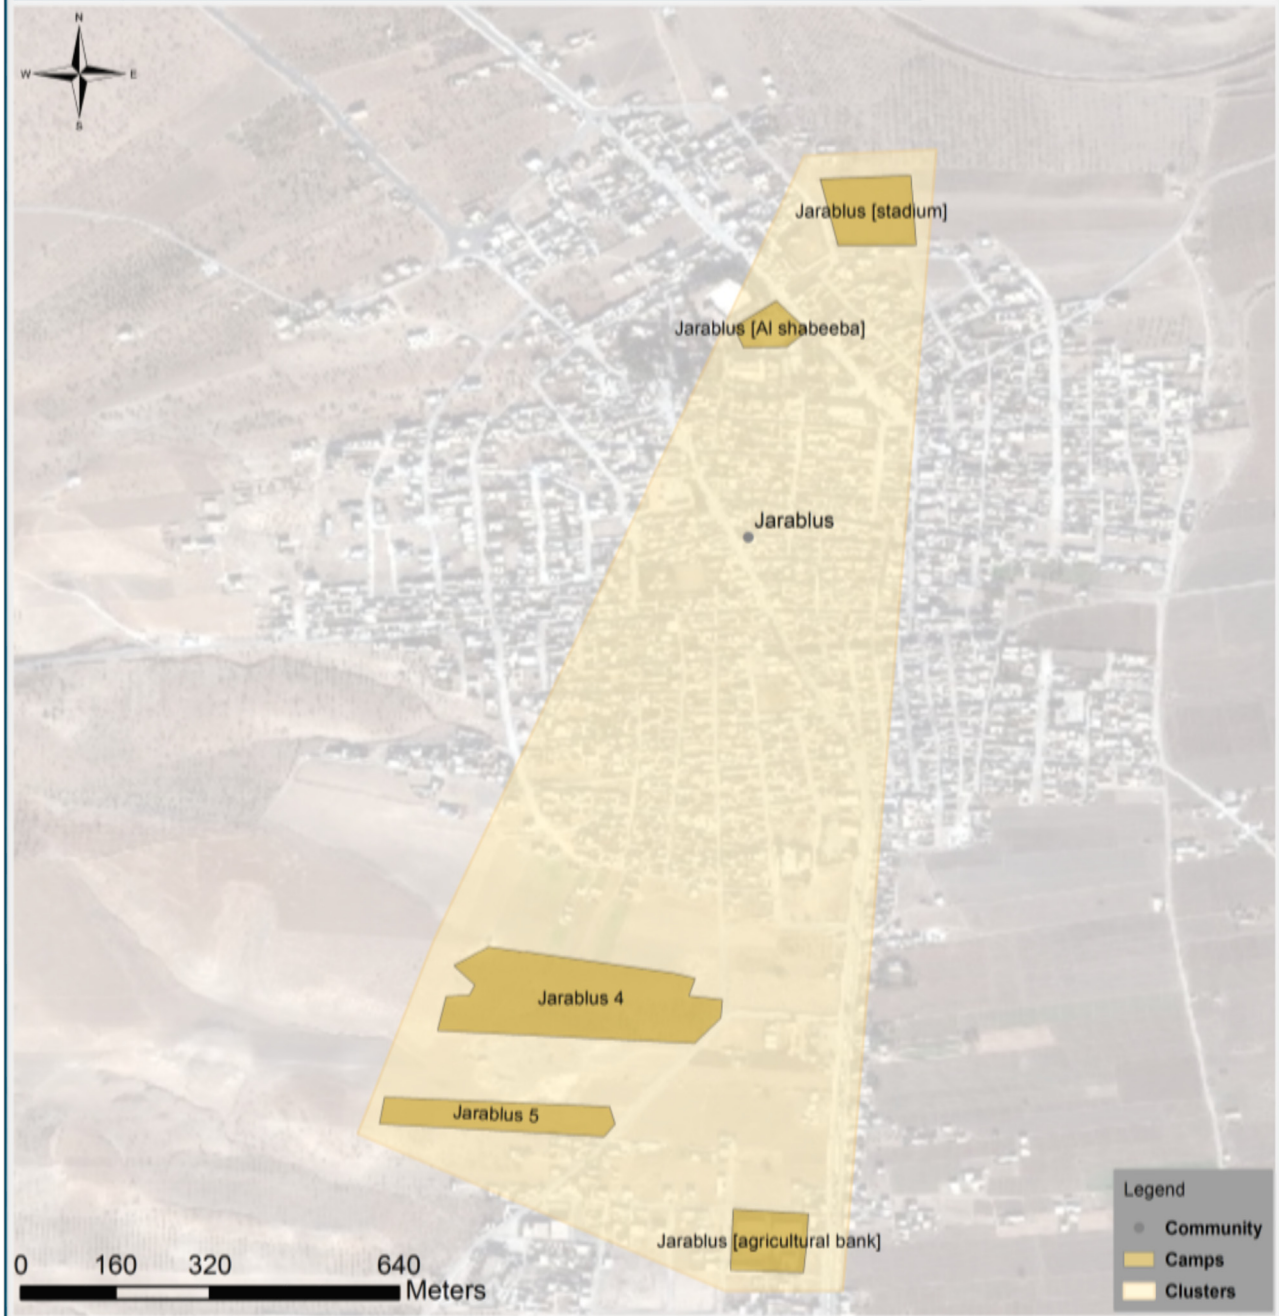 N
W E
S
Jarablus [stadium]
Jarablus [Al shabeeba]
Jarablus
Jarablus 4
Jarablus 5
Jarablus [agricultural bank]
Legend
Community
Camps
Clusters
0 160 320 640
Meters